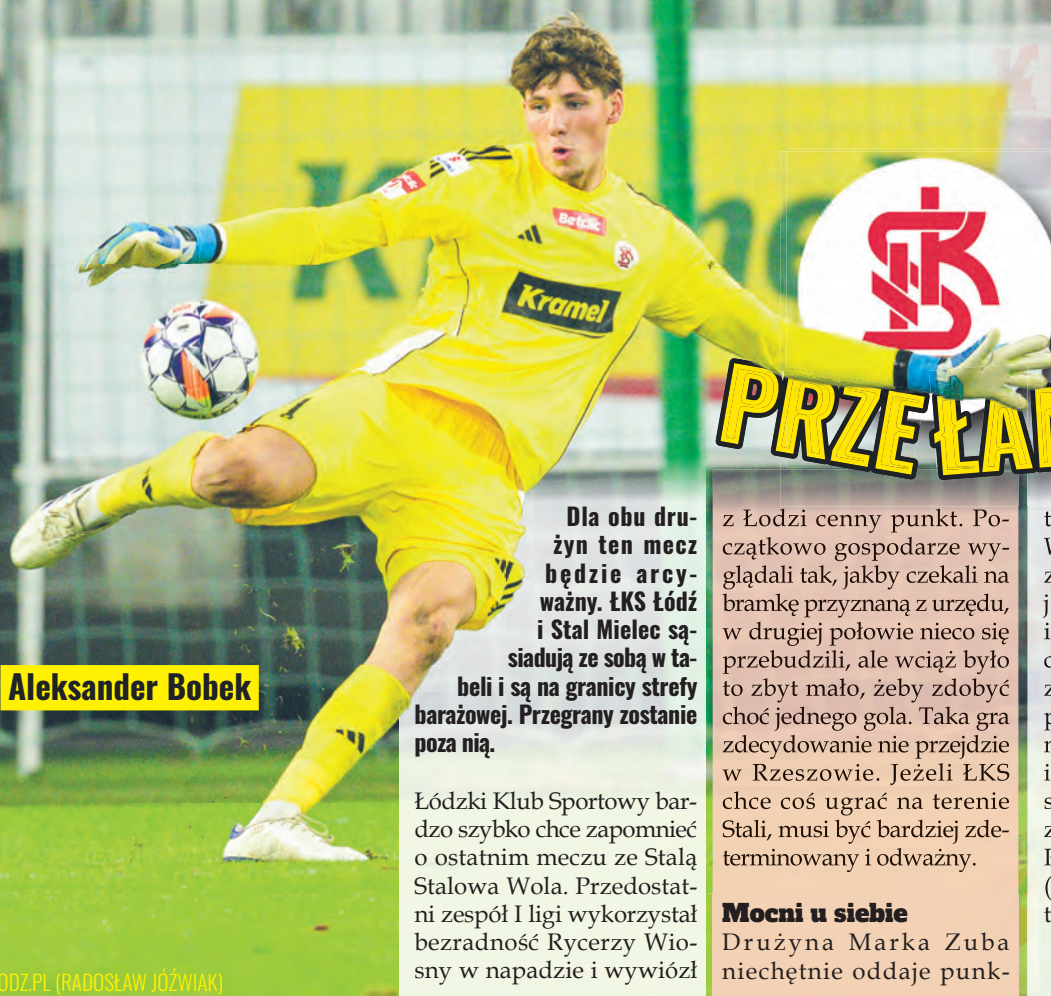 Kramel
Betclic
Betclic
Kramel
ŁKS
PRZEŁA
Aleksander Bobek
Dla obu dru-
żyn ten mecz
będzie arcy-
ważny. ŁKS Łódź
i Stal Mielec są-
siadują ze sobą w ta-
beli i są na granicy strefy
barażowej. Przegrany zostanie
poza nią.
Łódzki Klub Sportowy bar-
dzo szybko chce zapomnieć
o ostatnim meczu ze Stalą
Stalowa Wola. Przedostat-
ni zespół I ligi wykorzystał
bezradność Rycerzy Wio-
sny w napadzie i wywiózł
z Łodzi cenny punkt. Po-
czątkowo gospodarze wy-
glądali tak, jakby czekali na
bramkę przyznaną z urzędu,
w drugiej połowie nieco się
przebudzili, ale wciąż było
to zbyt mało, żeby zdobyć
choć jednego gola. Taka gra
zdecydowanie nie przejdzie
w Rzeszowie. Jeżeli ŁKS
chce coś ugrać na terenie
Stali, musi być bardziej zde-
terminowany i odważny.
Mocni u siebie
Drużyna Marka Zuba
niechętnie oddaje punk-
ODZ.PL (RADOSŁAW JÓŹWIAK)